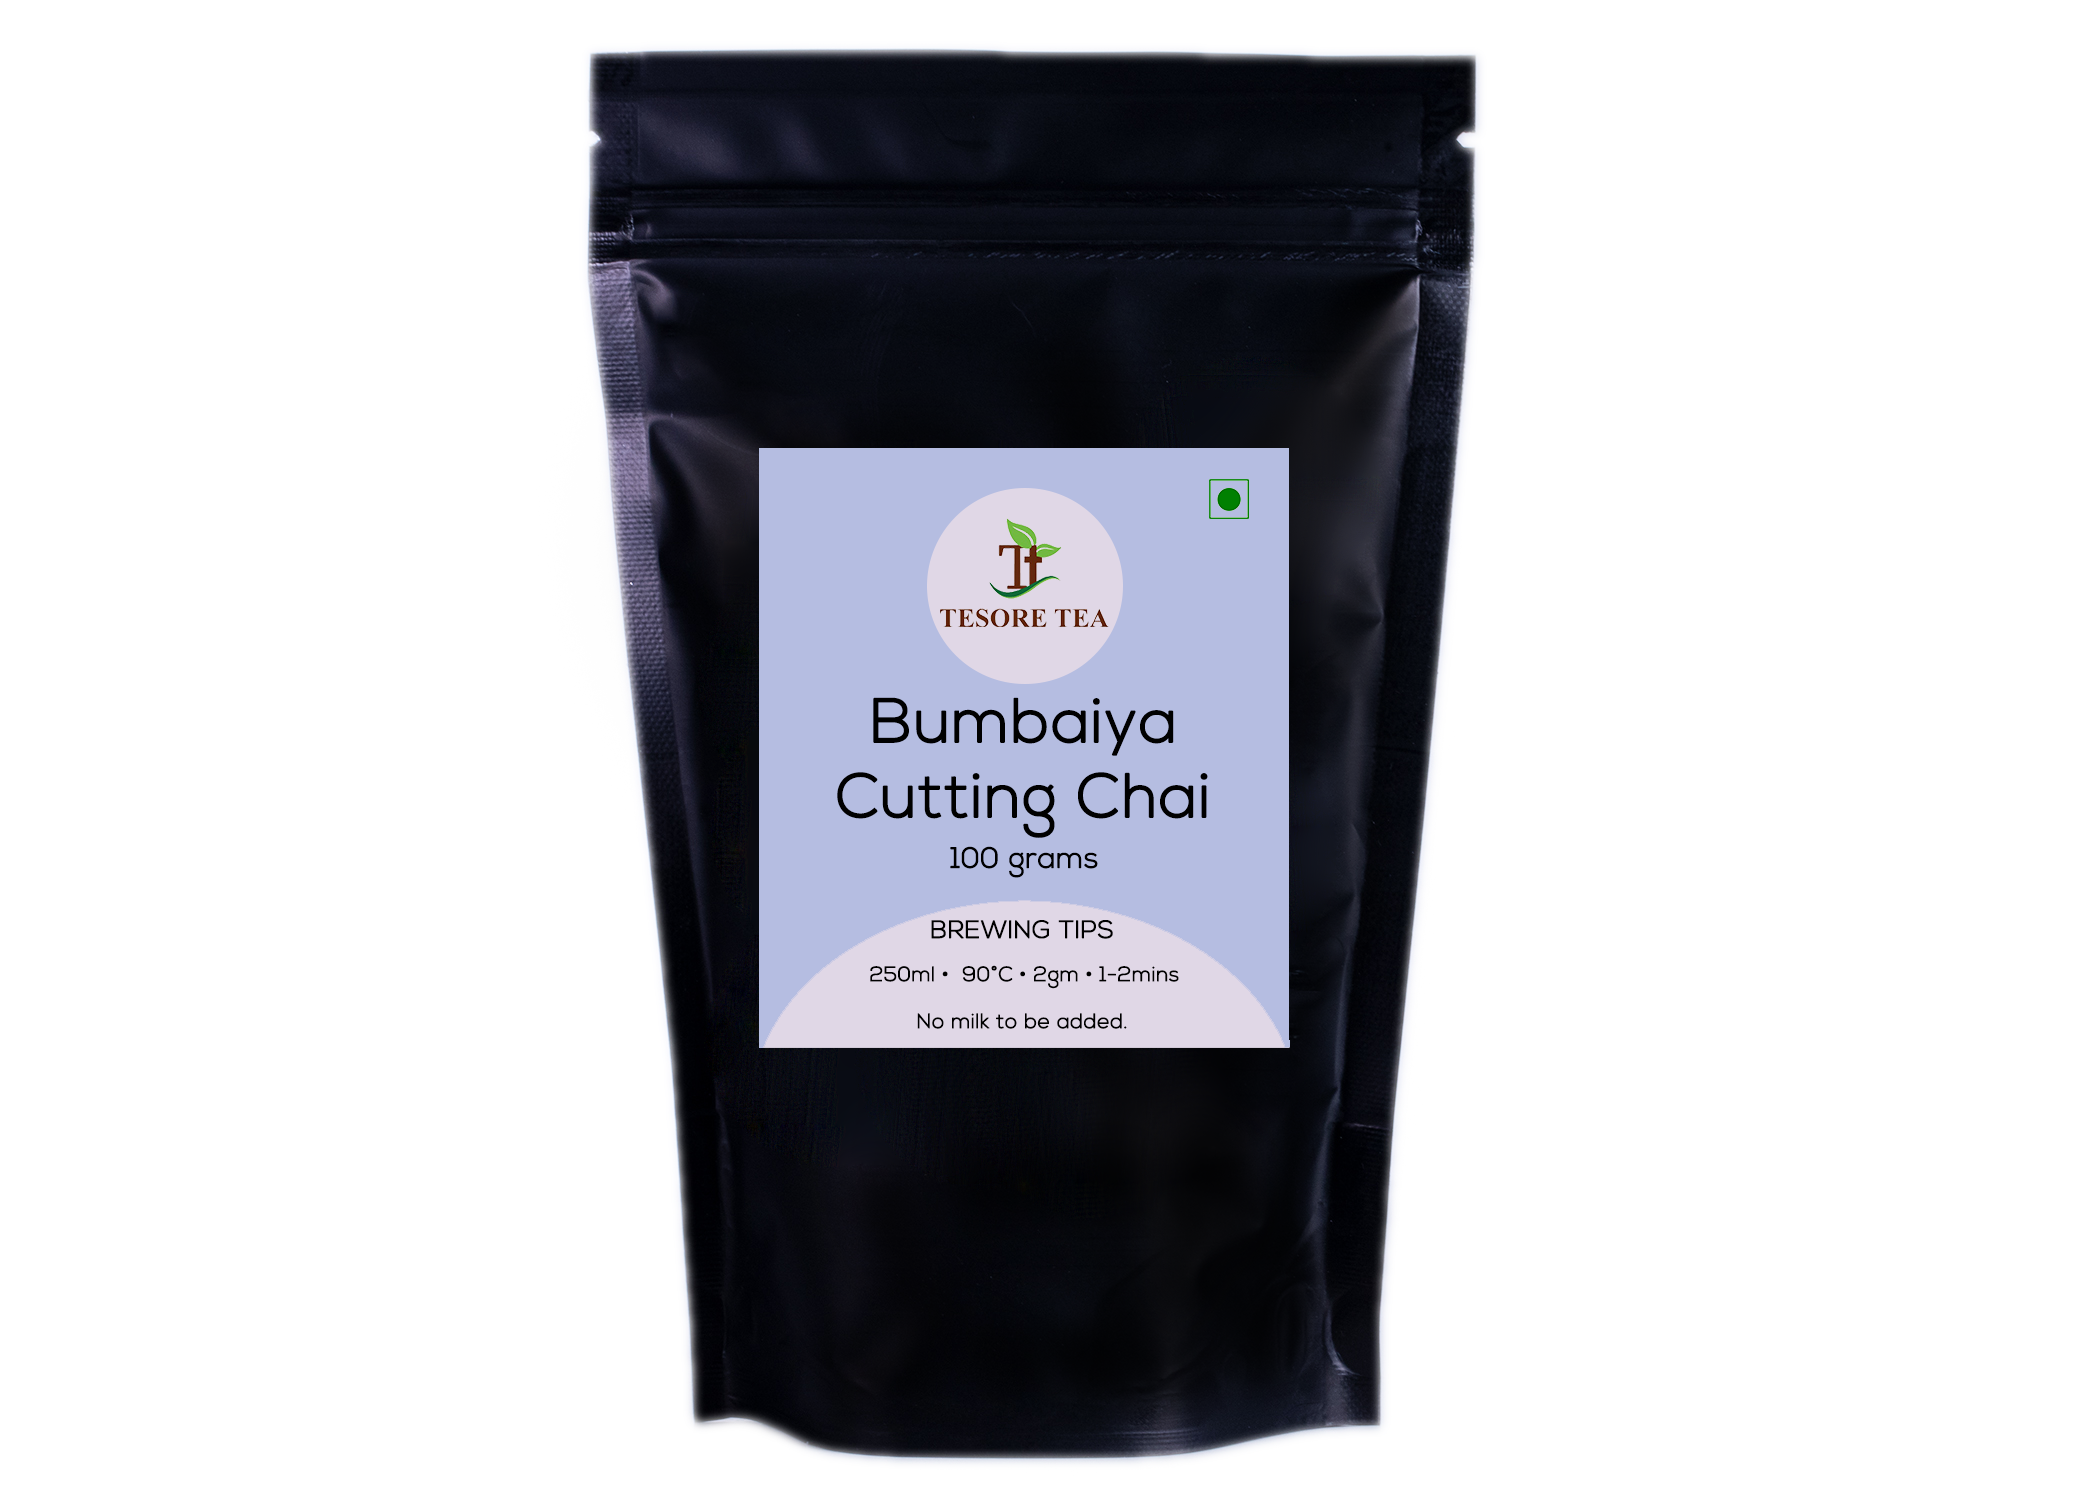 Tt
TESORE TEA
Bumbaiya
Cutting Chai
100 grams
BREWING TIPS
250ml • 90°C • 2gm • 1-2mins
No milk to be added.